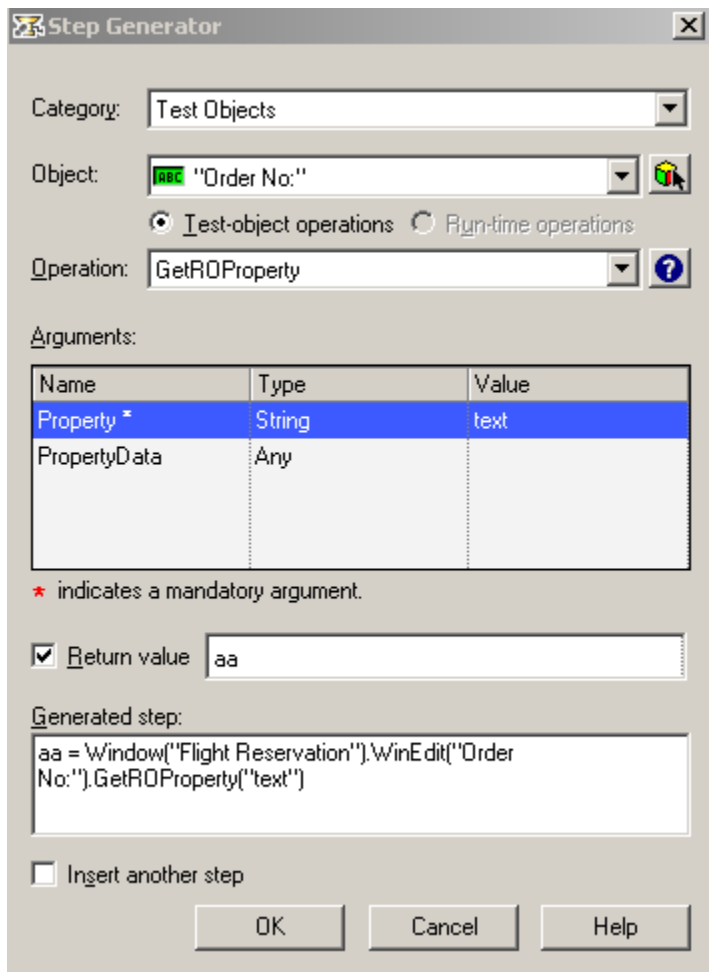 Step Generator
Category: Test Objects
Object: ABC "Order No:"
Test-object operations Run-time operations
Operation: GetROProperty
Arguments:
Name Type Value
Property * String text
PropertyData Any
* indicates a mandatory argument.
Return value aa
Generated step:
aa = Window("Flight Reservation").WinEdit("Order
No:").GetROProperty("text")
Insert another step
OK Cancel Help